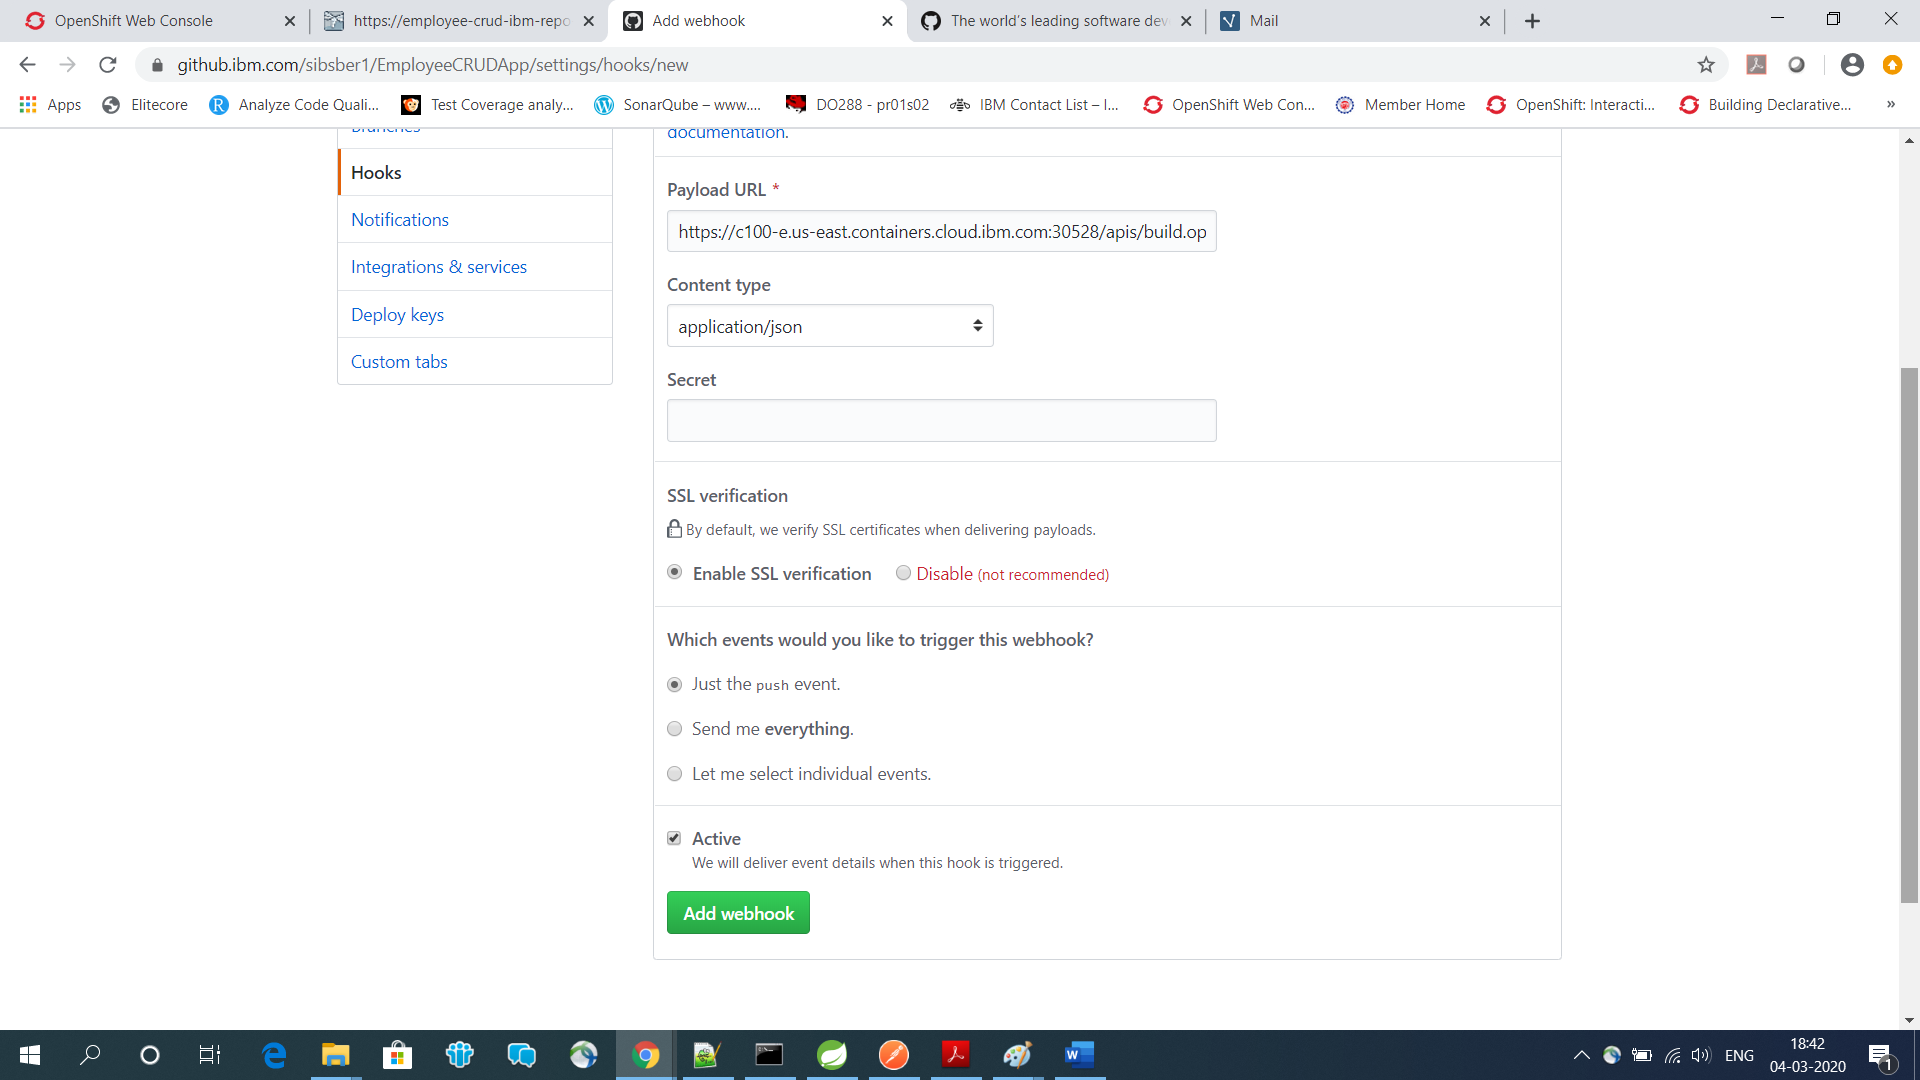 OpenShift Web Console
https://employee-crud-ibm-repo
Add webhook
The world's leading software dev
Mail
github.ibm.com/sibsber1/EmployeeCRUDApp/settings/hooks/new
Apps
Elitecore
Analyze Code Quali...
Test Coverage analy...
SonarQube – www....
DO288 - pr01s02
IBM Contact List – I...
OpenShift Web Con...
Member Home
OpenShift: Interacti...
Building Declarative...
»
Branches
Hooks
Notifications
Integrations & services
Deploy keys
Custom tabs
documentation.
Payload URL *
https://c100-e.us-east.containers.cloud.ibm.com:30528/apis/build.op
Content type
application/json
Secret
SSL verification
By default, we verify SSL certificates when delivering payloads.
Enable SSL verification
Disable (not recommended)
Which events would you like to trigger this webhook?
Just the push event.
Send me everything.
Let me select individual events.
Active
We will deliver event details when this hook is triggered.
Add webhook
ENG
18:42
04-03-2020
1